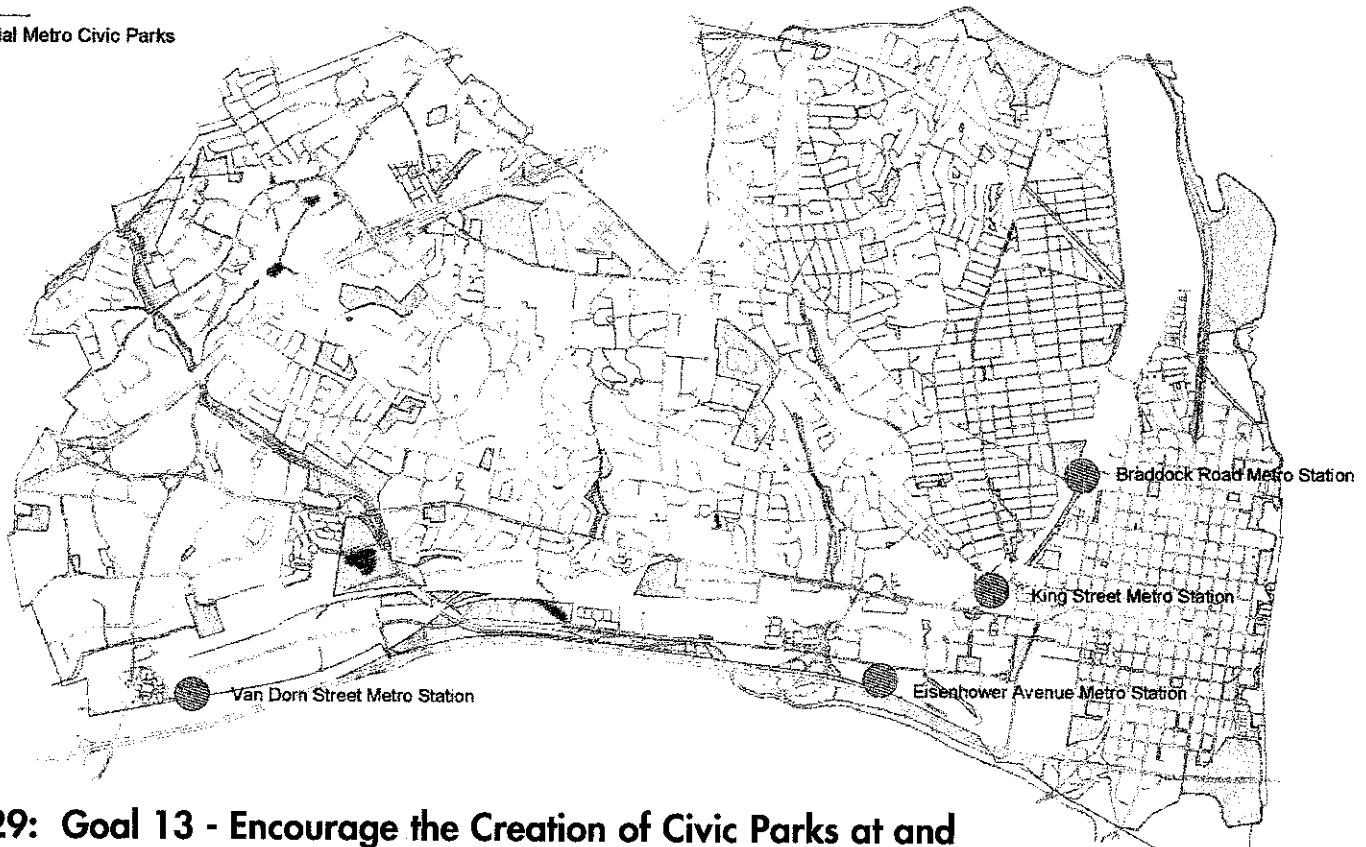 ial Metro Civic Parks
Braddock Road Metro Station
King Street Metro Station
Van Dorn Street Metro Station
Eisenhower Avenue Metro Station
29: Goal 13 - Encourage the Creation of Civic Parks at and